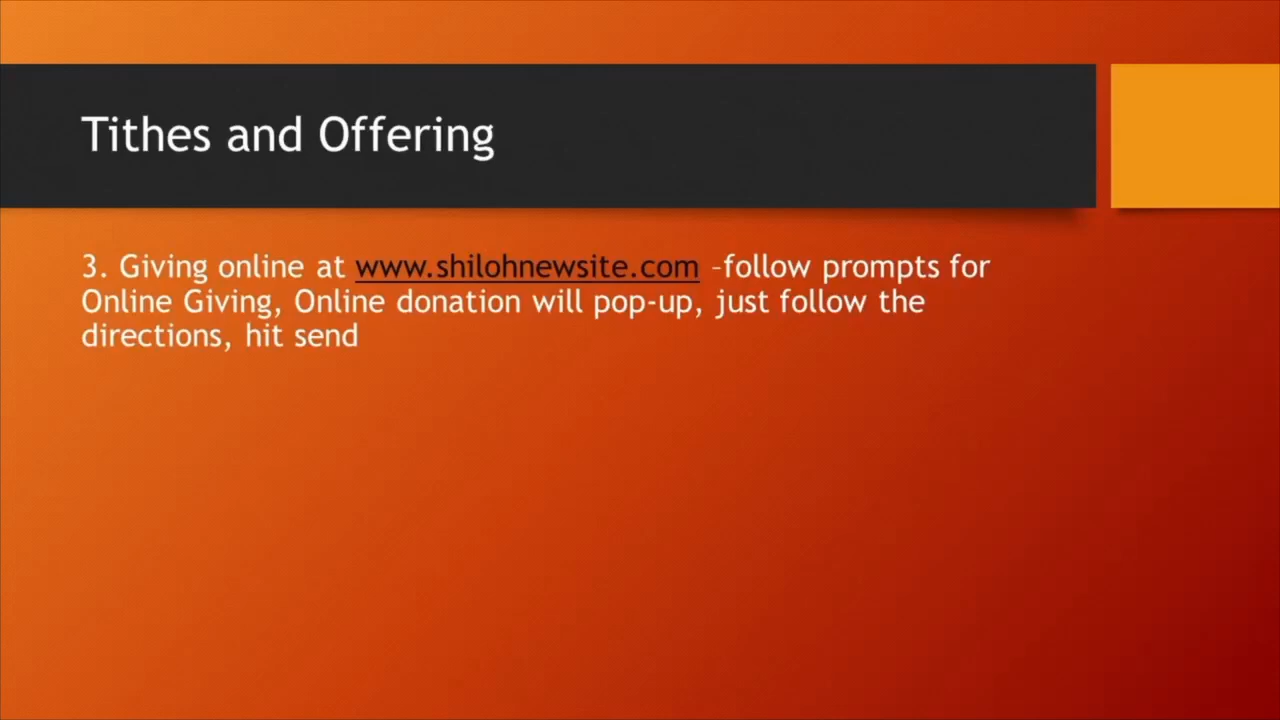 Tithes and Offering
3. Giving online at www.shilohnewsite.com –follow prompts for
Online Giving, Online donation will pop-up, just follow the
directions, hit send